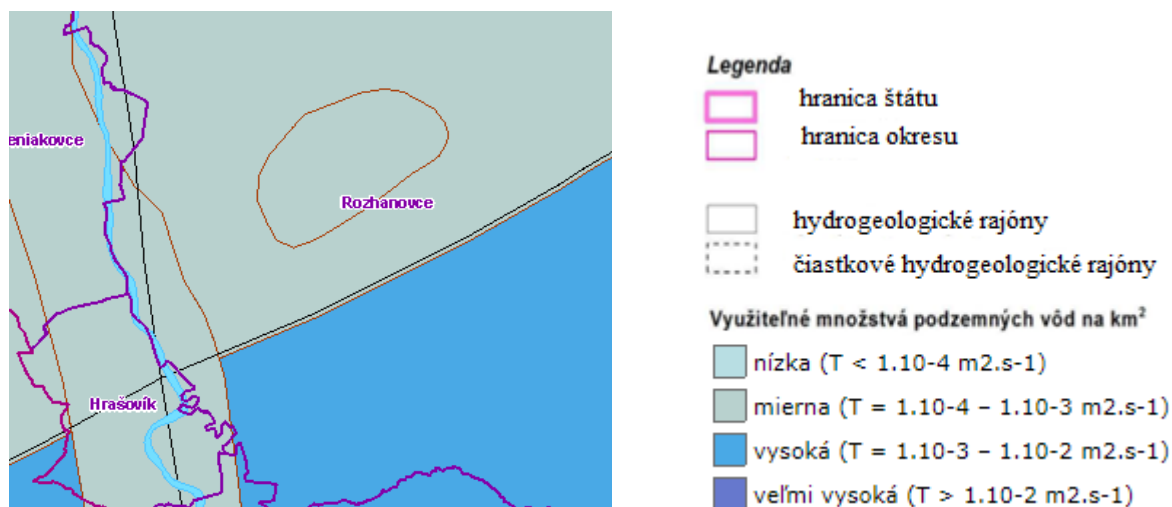 eniakovce
Rozhanovce
Hrašovík
Legenda
hranica štátu
hranica okresu
hydrogeologické rajóny
čiastkové hydrogeologické rajóny
Využiteľné množstvá podzemných vôd na km²
nízka (T < 1.10-4 m2.s-1)
mierna (T = 1.10-4 – 1.10-3 m2.s-1)
vysoká (T = 1.10-3 – 1.10-2 m2.s-1)
veľmi vysoká (T > 1.10-2 m2.s-1)